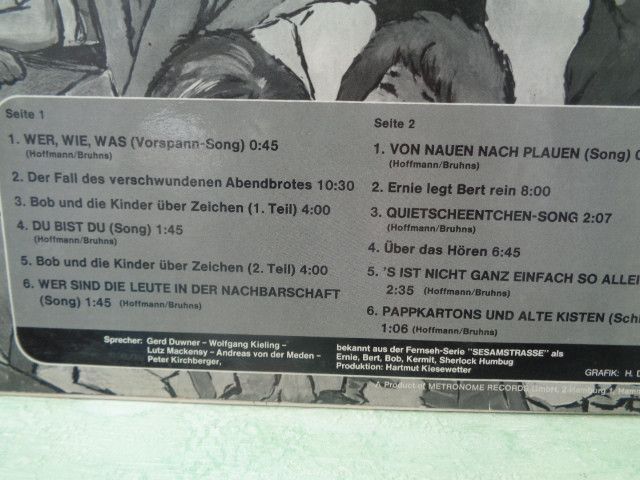 Seite 1
1. WER, WIE, WAS (Vorspann-Song) 0:45
(Hoffmann/Bruhns)
2. Der Fall des verschwundenen Abendbrotes 10:30
3. Bob und die Kinder über Zeichen (1. Teil) 4:00
4. DU BIST DU (Song) 1:45
(Hoffmann/Bruhns)
5. Bob und die Kinder über Zeichen (2. Teil) 4:00
6. WER SIND DIE LEUTE IN DER NACHBARSCHAFT
(Song) 1:45 (Hoffmann/Bruhns)
Seite 2
1. VON NAUEN NACH PLAUEN (Song)
(Hoffmann/Bruhns)
2. Ernie legt Bert rein 8:00
3. QUIETSCHEENTCHEN-SONG 2:07
(Hoffmann/Bruhns)
4. Über das Hören 6:45
5. 'S IST NICHT GANZ EINFACH SO
2:35 (Hoffmann/Bruhns)
6. PAPPKARTONS UND ALTE KISTEN
1:06 (Hoffmann/Bruhns)
Sprecher: Gerd Duwner – Wolfgang Kieling –
Lutz Mackensy – Andreas von der Meden –
Peter Kirchberger,
bekannt aus der Fernseh-Serie "SESAMSTRASSE" als
Ernie, Bert, Bob, Kermit, Sherlock Humbug
Produktion: Hartmut Kiesewetter
GRAFIK: H.
A Product of METRONOME RECORDS GmbH, 2 Hamburg 1,